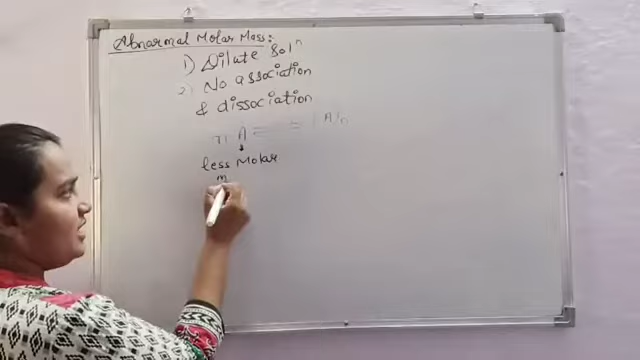 Abnormal Molar Mass:
1) Dilute Solⁿ
2) No association
& dissociation
n A ⇌ (A)n
less Molar
m